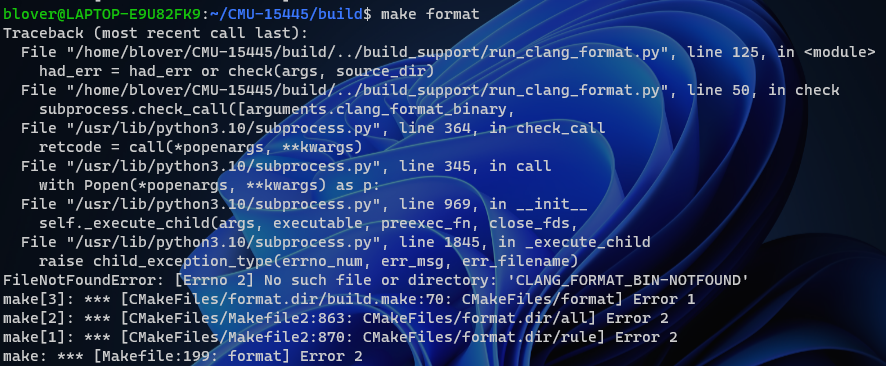 blover@LAPTOP-E9U82FK9:~/CMU-15445/build$ make format
Traceback (most recent call last):
  File "/home/blover/CMU-15445/build/../build_support/run_clang_format.py", line 125, in <module>
    had_err = had_err or check(args, source_dir)
  File "/home/blover/CMU-15445/build/../build_support/run_clang_format.py", line 50, in check
    subprocess.check_call([arguments.clang_format_binary,
  File "/usr/lib/python3.10/subprocess.py", line 364, in check_call
    retcode = call(*popenargs, **kwargs)
  File "/usr/lib/python3.10/subprocess.py", line 345, in call
    with Popen(*popenargs, **kwargs) as p:
  File "/usr/lib/python3.10/subprocess.py", line 969, in __init__
    self._execute_child(args, executable, preexec_fn, close_fds,
  File "/usr/lib/python3.10/subprocess.py", line 1845, in _execute_child
    raise child_exception_type(errno_num, err_msg, err_filename)
FileNotFoundError: [Errno 2] No such file or directory: 'CLANG_FORMAT_BIN-NOTFOUND'
make[3]: *** [CMakeFiles/format.dir/build.make:70: CMakeFiles/format] Error 1
make[2]: *** [CMakeFiles/Makefile2:863: CMakeFiles/format.dir/all] Error 2
make[1]: *** [CMakeFiles/Makefile2:870: CMakeFiles/format.dir/rule] Error 2
make: *** [Makefile:199: format] Error 2